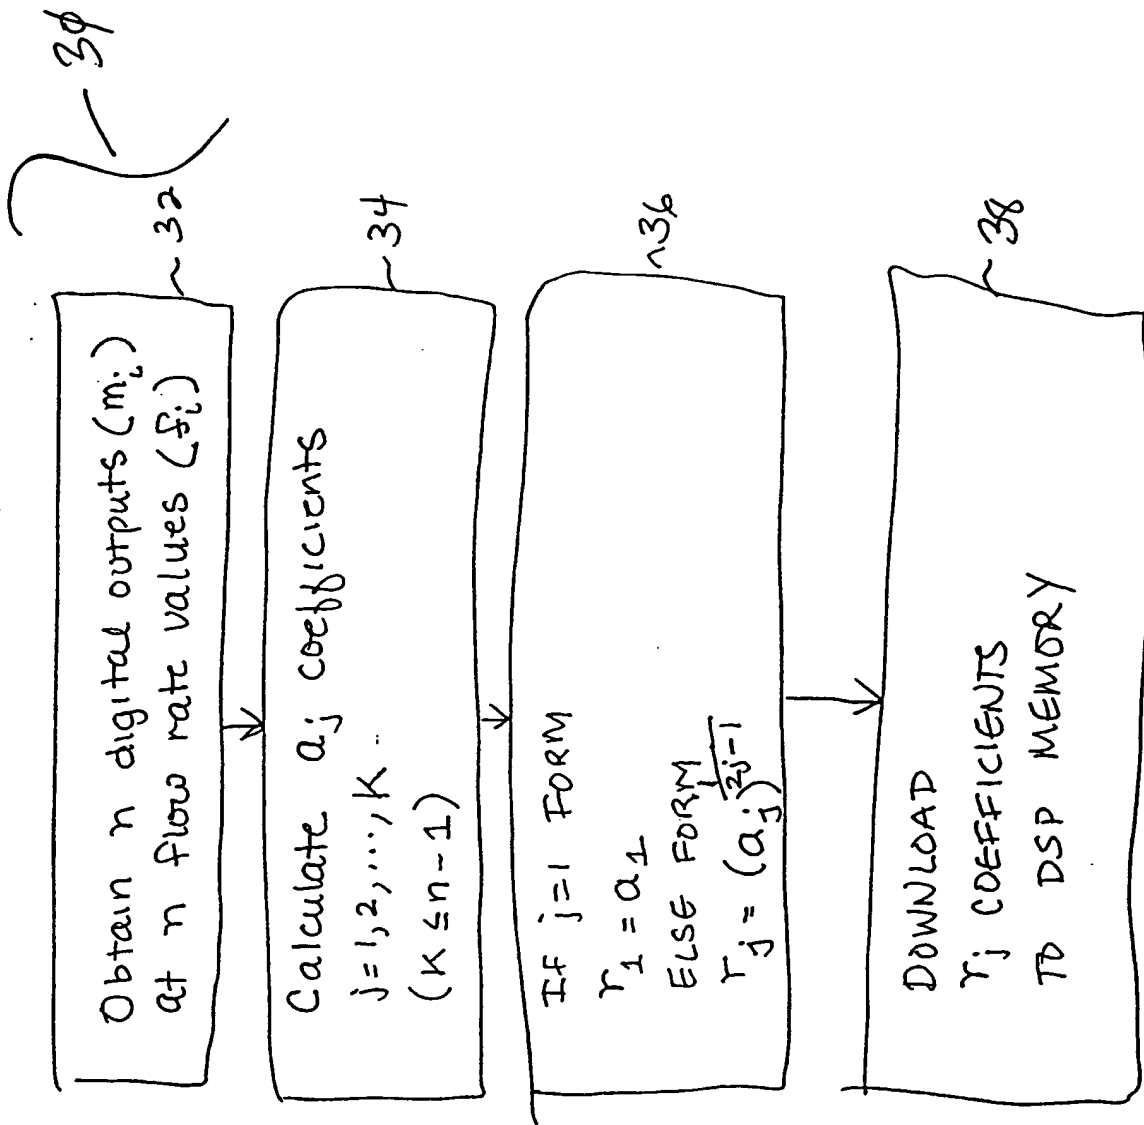 30
Obtain n digital outputs (mi)
at n flow rate values (fi)
~32
Calculate aj coefficients
j=1,2,...,K.
(K ≤ n-1)
~34
IF j=1 FORM
r1 = a1
ELSE FORM
rj = (aj)^1/(2j-1)
~36
DOWNLOAD
rj COEFFICIENTS
TO DSP MEMORY
~38